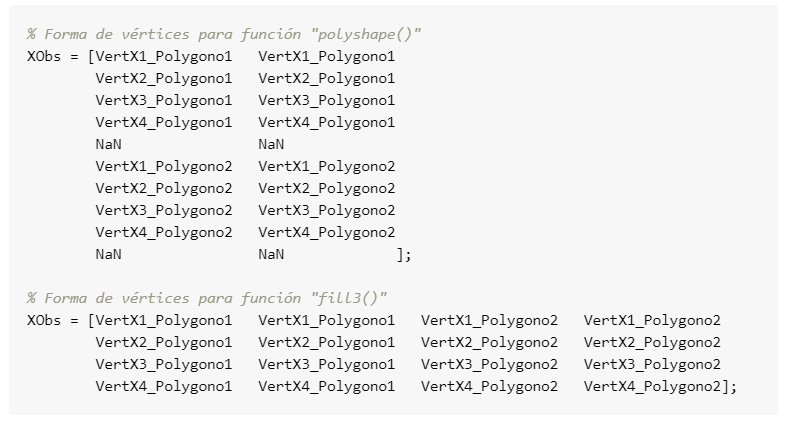 % Forma de vértices para función "polyshape()"
XObs = [VertX1_Polygono1   VertX1_Polygono1
        VertX2_Polygono1   VertX2_Polygono1
        VertX3_Polygono1   VertX3_Polygono1
        VertX4_Polygono1   VertX4_Polygono1
        NaN                NaN
        VertX1_Polygono2   VertX1_Polygono2
        VertX2_Polygono2   VertX2_Polygono2
        VertX3_Polygono2   VertX3_Polygono2
        VertX4_Polygono2   VertX4_Polygono2
        NaN                NaN             ];
% Forma de vértices para función "fill3()"
XObs = [VertX1_Polygono1   VertX1_Polygono1   VertX1_Polygono2   VertX1_Polygono2
        VertX2_Polygono1   VertX2_Polygono1   VertX2_Polygono2   VertX2_Polygono2
        VertX3_Polygono1   VertX3_Polygono1   VertX3_Polygono2   VertX3_Polygono2
        VertX4_Polygono1   VertX4_Polygono1   VertX4_Polygono2   VertX4_Polygono2];